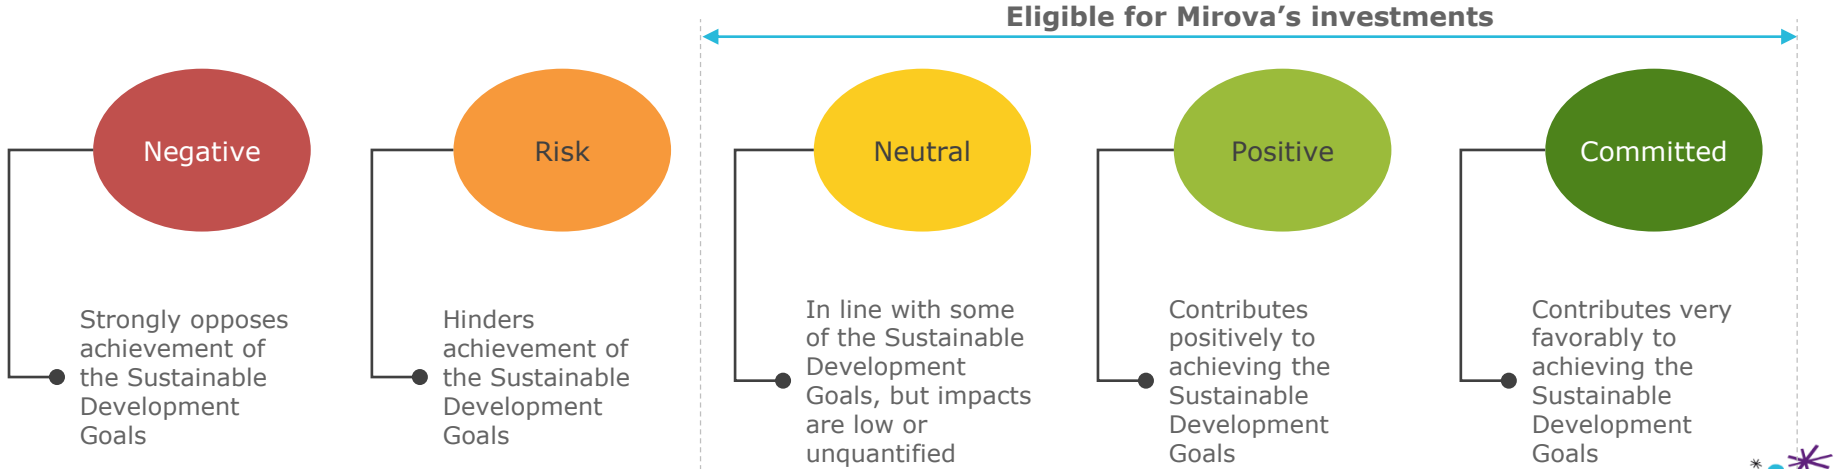 Eligible for Mirova's investments
Negative
Risk
Neutral
Positive
Committed
Strongly opposes
achievement of
the Sustainable
Development
Goals
Hinders
achievement of
the Sustainable
Development
Goals
In line with some
of the Sustainable
Development
Goals, but impacts
are low or
unquantified
Contributes
positively to
achieving the
Sustainable
Development
Goals
Contributes very
favorably to
achieving the
Sustainable
Development
Goals